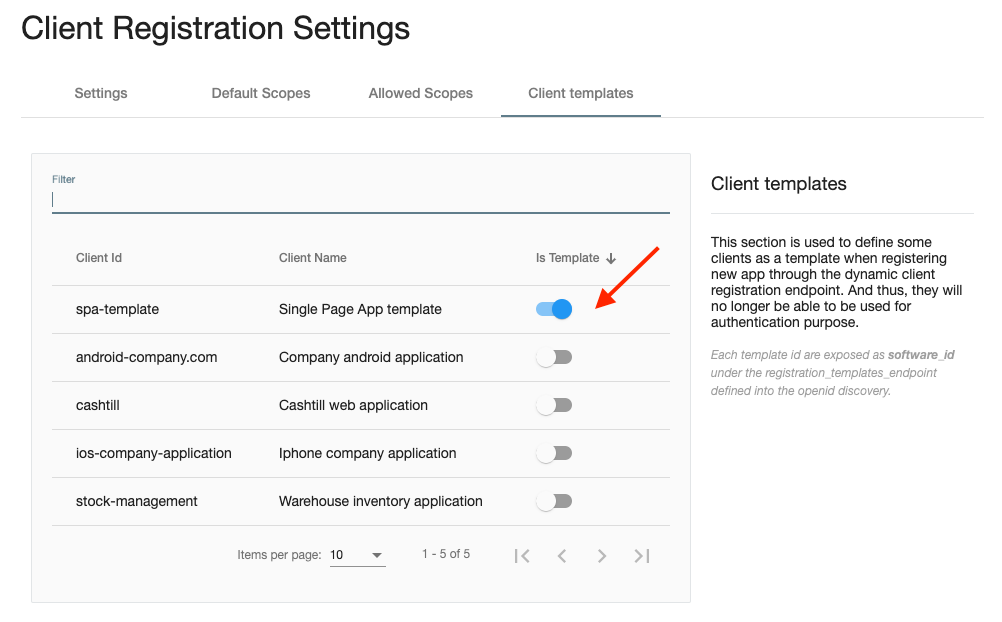 Client Registration Settings
Settings Default Scopes Allowed Scopes Client templates
Filter
Client Id Client Name Is Template
spa-template Single Page App template
android-company.com Company android application
cashtill Cashtill web application
ios-company-application Iphone company application
stock-management Warehouse inventory application
Items per page: 10 1 - 5 of 5
Client templates
This section is used to define some
clients as a template when registering
new app through the dynamic client
registration endpoint. And thus, they will
no longer be able to be used for
authentication purpose.
Each template id are exposed as software_id
under the registration_templates_endpoint
defined into the openid discovery.